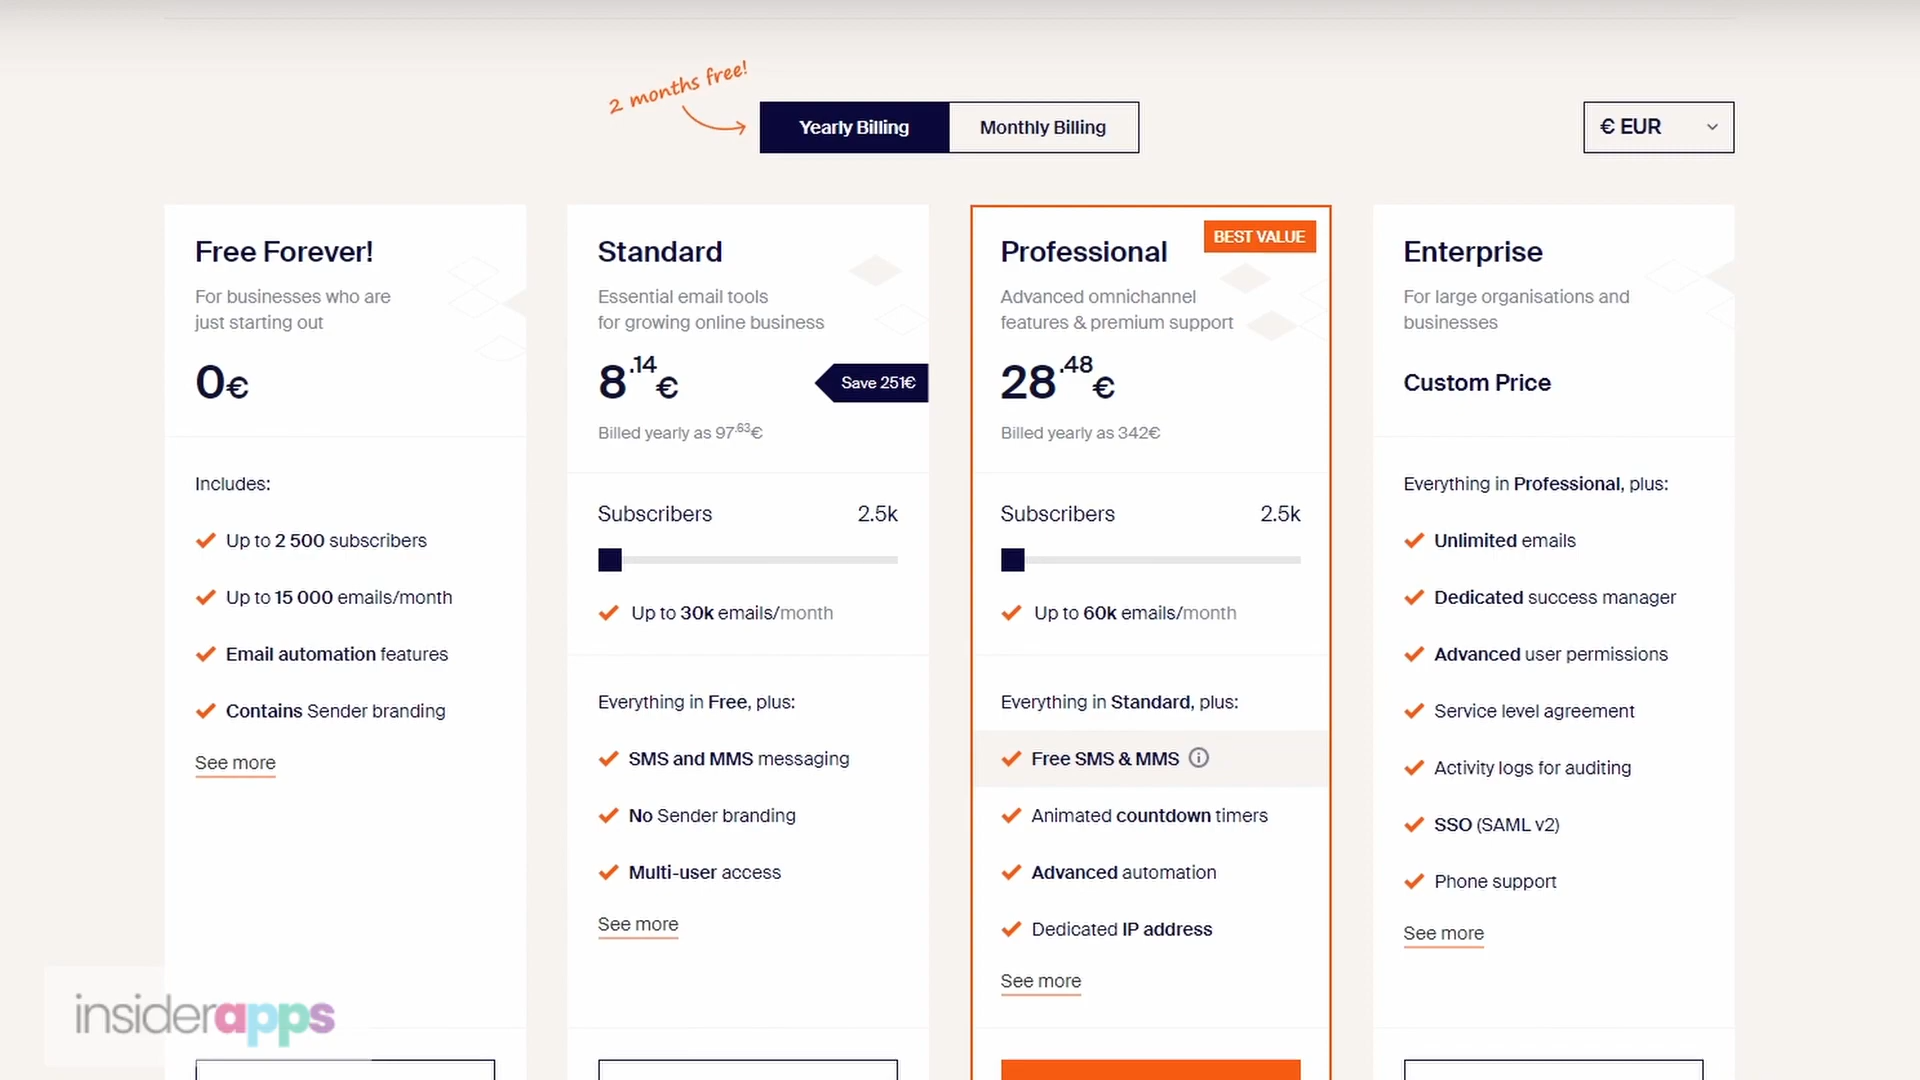 2 months free!
Yearly Billing
Monthly Billing
€ EUR
Free Forever!
For businesses who are
just starting out
0€
Includes:
Up to 2 500 subscribers
Up to 15 000 emails/month
Email automation features
Contains Sender branding
See more
Standard
Essential email tools
for growing online business
8.14€
Save 251€
Billed yearly as 97.63€
Subscribers 2.5k
Up to 30k emails/month
Everything in Free, plus:
SMS and MMS messaging
No Sender branding
Multi-user access
See more
Professional
BEST VALUE
Advanced omnichannel
features & premium support
28.48€
Billed yearly as 342€
Subscribers 2.5k
Up to 60k emails/month
Everything in Standard, plus:
Free SMS & MMS
Animated countdown timers
Advanced automation
Dedicated IP address
See more
Enterprise
For large organisations and
businesses
Custom Price
Everything in Professional, plus:
Unlimited emails
Dedicated success manager
Advanced user permissions
Service level agreement
Activity logs for auditing
SSO (SAML v2)
Phone support
See more
insiderapps